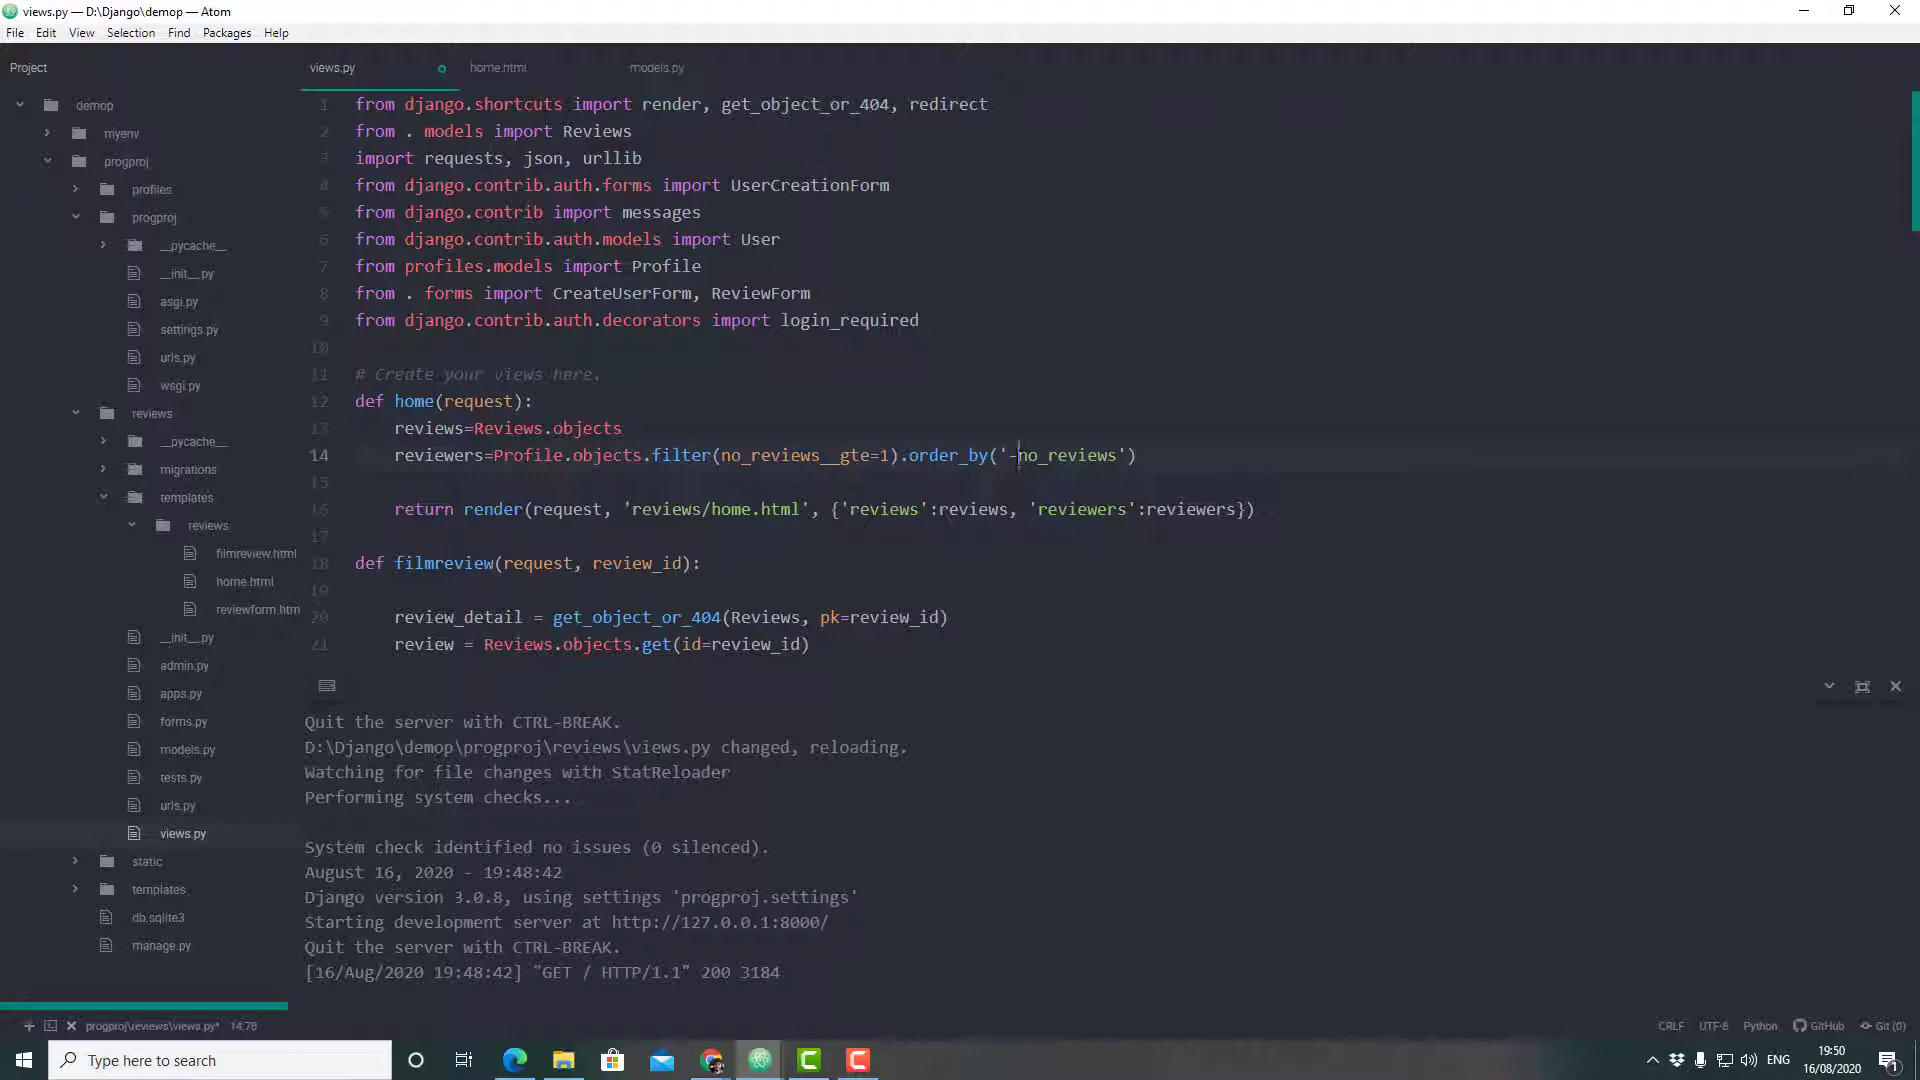 views.py — D:\Django\demop — Atom
File Edit View Selection Find Packages Help
Project
views.py home.html models.py
demop
myenv
progproj
profiles
progproj
__pycache__
__init__.py
asgi.py
settings.py
urls.py
wsgi.py
reviews
__pycache__
migrations
templates
reviews
filmreview.html
home.html
reviewform.htm
__init__.py
admin.py
apps.py
forms.py
models.py
tests.py
urls.py
views.py
static
templates
db.sqlite3
manage.py
1 from django.shortcuts import render, get_object_or_404, redirect
2 from . models import Reviews
3 import requests, json, urllib
4 from django.contrib.auth.forms import UserCreationForm
5 from django.contrib import messages
6 from django.contrib.auth.models import User
7 from profiles.models import Profile
8 from . forms import CreateUserForm, ReviewForm
9 from django.contrib.auth.decorators import login_required
10
11 # Create your views here.
12 def home(request):
13 reviews=Reviews.objects
14 reviewers=Profile.objects.filter(no_reviews__gte=1).order_by('-no_reviews')
15
16 return render(request, 'reviews/home.html', {'reviews':reviews, 'reviewers':reviewers})
17
18 def filmreview(request, review_id):
19
20 review_detail = get_object_or_404(Reviews, pk=review_id)
21 review = Reviews.objects.get(id=review_id)
Quit the server with CTRL-BREAK.
D:\Django\demop\progproj\reviews\views.py changed, reloading.
Watching for file changes with StatReloader
Performing system checks...
System check identified no issues (0 silenced).
August 16, 2020 - 19:48:42
Django version 3.0.8, using settings 'progproj.settings'
Starting development server at http://127.0.0.1:8000/
Quit the server with CTRL-BREAK.
[16/Aug/2020 19:48:42] "GET / HTTP/1.1" 200 3184
progproj\reviews\views.py* 14:78 CRLF UTF-8 Python GitHub Git (0)
Type here to search
ENG
19:50
16/08/2020
1